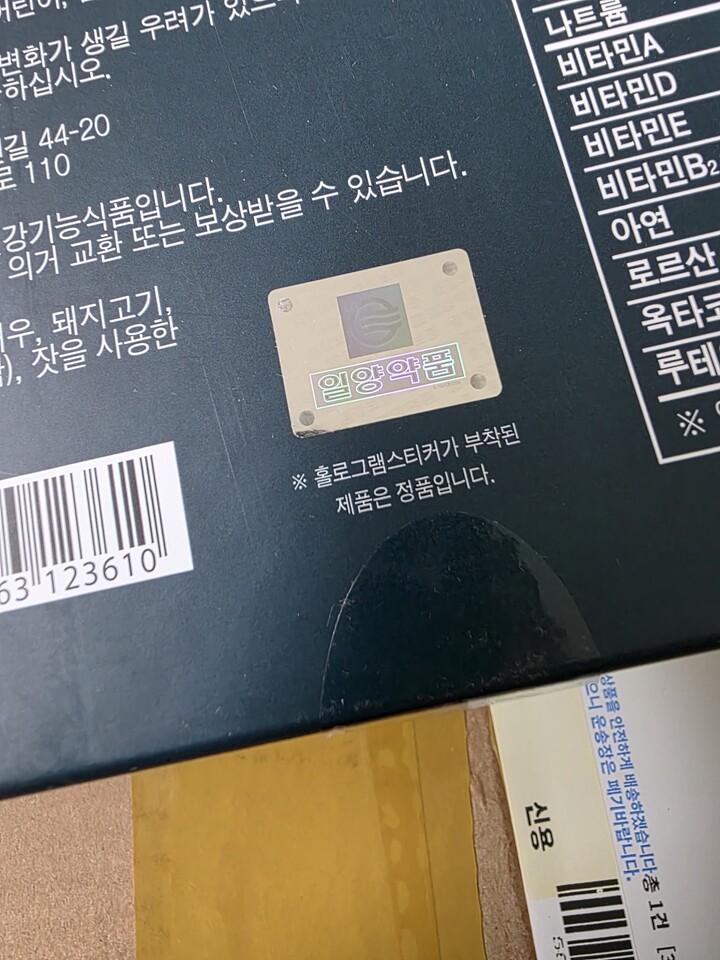 변화가 생길 우려가 있
하십시오.
길 44-20
로 110
강기능식품입니다.
의거 교환 또는 보상받을 수 있습니다.
우, 돼지고기,
), 잣을 사용한
일양약품
※ 홀로그램스티커가 부착된
제품은 정품입니다.
63 123610
나트륨
비타민A
비타민D
비타민E
비타민B2
아연
로르산
옥타코
루테
※
상품을 안전하게 배송하겠습니다.
으니 운송장은 폐기바랍니다.
신용
총 1건 [3